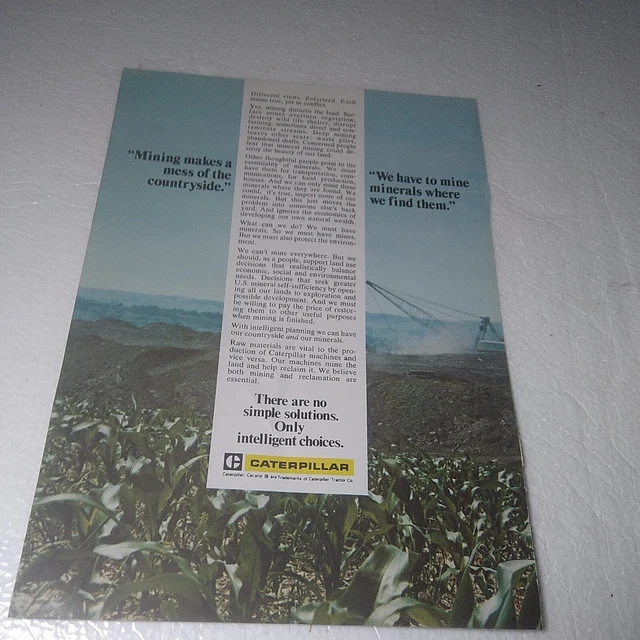 "Mining makes a
mess of the
countryside."
Different views. Polarized. Each
seems true, yet in conflict.
Yes, mining disturbs the land. Sur-
face mines overturn vegetation,
destroy wild life shelter, disrupt
farming, sometimes divert and con-
taminate streams. Deep mining
leaves other scars: waste piles,
abandoned shafts. Concerned people
fear that mineral mining could de-
stroy the beauty of our land.
Other thoughtful people point to the
necessity of minerals. We must
have them for transportation, com-
munications, for food production.
And we can only mine these
minerals where they are found. We
could, it's true, import more of our
minerals. But this just moves the
problem into someone else's back
yard. And ignores the economics of
developing our own natural wealth.
What can we do? We must have
minerals. So we must have mines.
But we must also protect the environ-
ment.
We can't mine everywhere. But we
should, as a people, support land use
decisions that realistically balance
economic, social and environmental
needs. Decisions that seek greater
U.S. mineral self-sufficiency by open-
ing all our lands to exploration and
possible development. And we must
be willing to pay the price of restor-
ing them to other useful purposes
when mining is finished.
With intelligent planning we can have
our countryside and our minerals.
Raw materials are vital to the pro-
duction of Caterpillar machines and
vice versa. Our machines mine the
land and help reclaim it. We believe
both mining and reclamation are
essential.
There are no
simple solutions.
Only
intelligent choices.
CATERPILLAR
Caterpillar, Cat and are Trademarks of Caterpillar Tractor Co.
"We have to mine
minerals where
we find them."